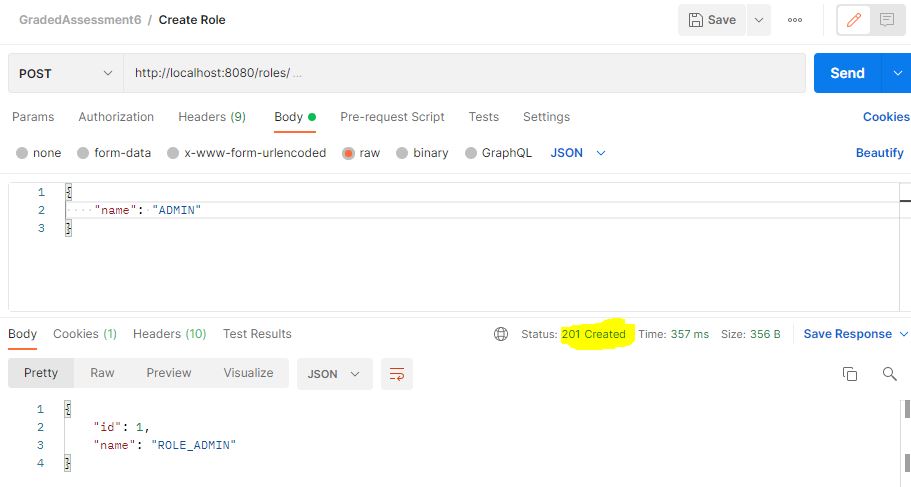 GradedAssessment6 / Create Role Save
POST http://localhost:8080/roles/ ... Send
Params Authorization Headers (9) Body Pre-request Script Tests Settings Cookies
none form-data x-www-form-urlencoded raw binary GraphQL JSON Beautify
1 {
2 "name": "ADMIN"
3 }
Body Cookies (1) Headers (10) Test Results Status: 201 Created Time: 357 ms Size: 356 B Save Response
Pretty Raw Preview Visualize JSON
1 {
2 "id": 1,
3 "name": "ROLE_ADMIN"
4 }